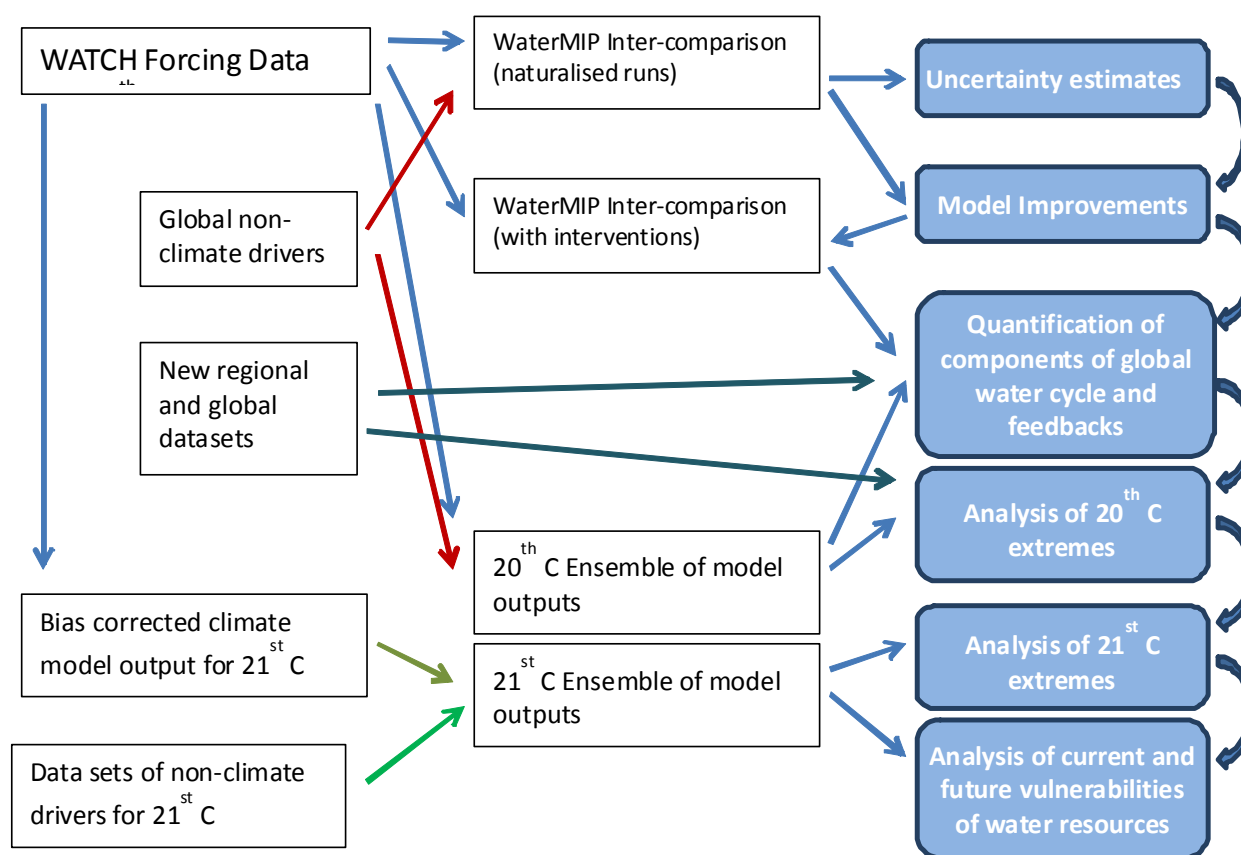 WATCH Forcing Data
th
WaterMIP Inter-comparison
(naturalised runs)
Uncertainty estimates
Global non-
climate drivers
WaterMIP Inter-comparison
(with interventions)
Model Improvements
New regional
and global
datasets
Quantification of
components of global
water cycle and
feedbacks
20th C Ensemble of model
outputs
Analysis of 20th C
extremes
Bias corrected climate
model output for 21st C
21st C Ensemble of model
outputs
Analysis of 21st C
extremes
Data sets of non-climate
drivers for 21st C
Analysis of current and
future vulnerabilities
of water resources